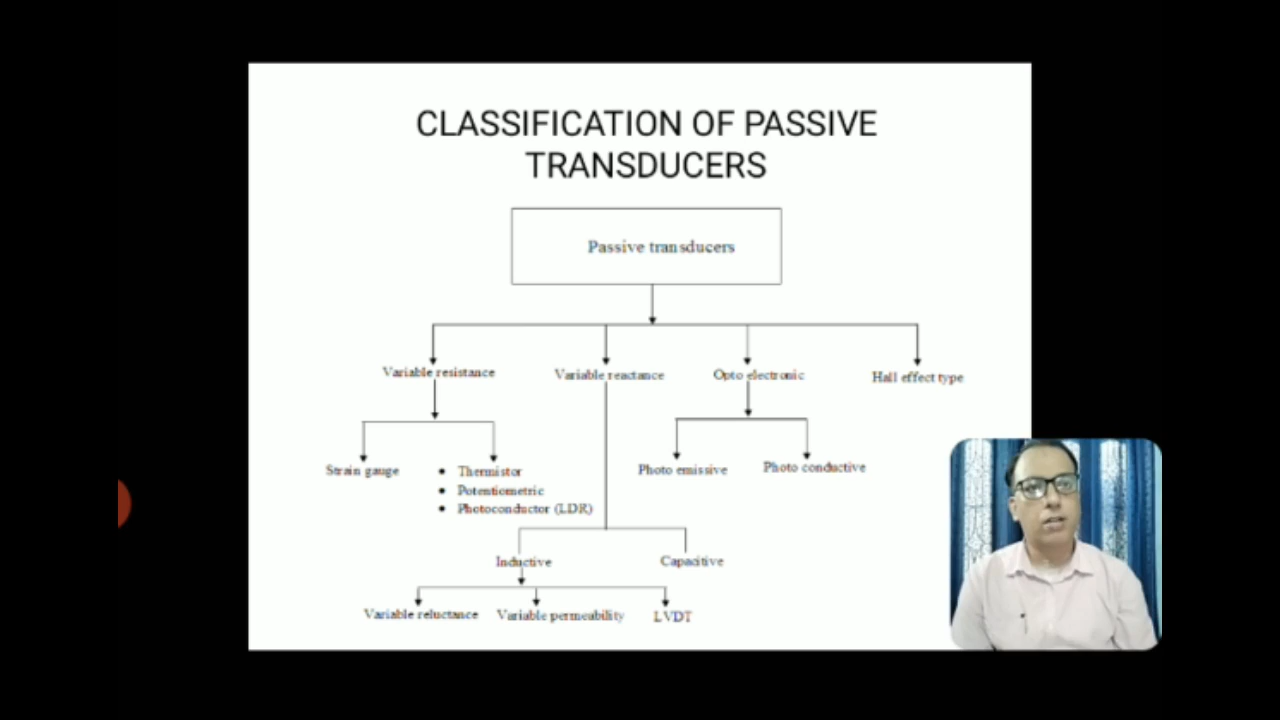 CLASSIFICATION OF PASSIVE
TRANSDUCERS
Passive transducers
Variable resistance
Variable reactance
Opto electronic
Hall effect type
Strain gauge
• Thermistor
• Potentiometric
• Photoconductor (LDR)
Photo emissive
Photo conductive
Inductive
Capacitive
Variable reluctance
Variable permeability
LVDT